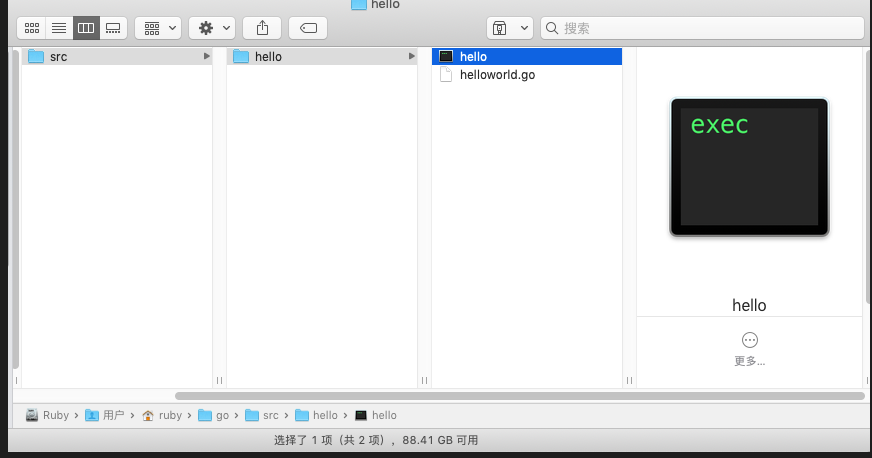 hello
搜索
src
hello
hello
helloworld.go
exec
hello
更多...
Ruby › 用户 › ruby › go › src › hello › hello
选择了 1 项（共 2 项）, 88.41 GB 可用